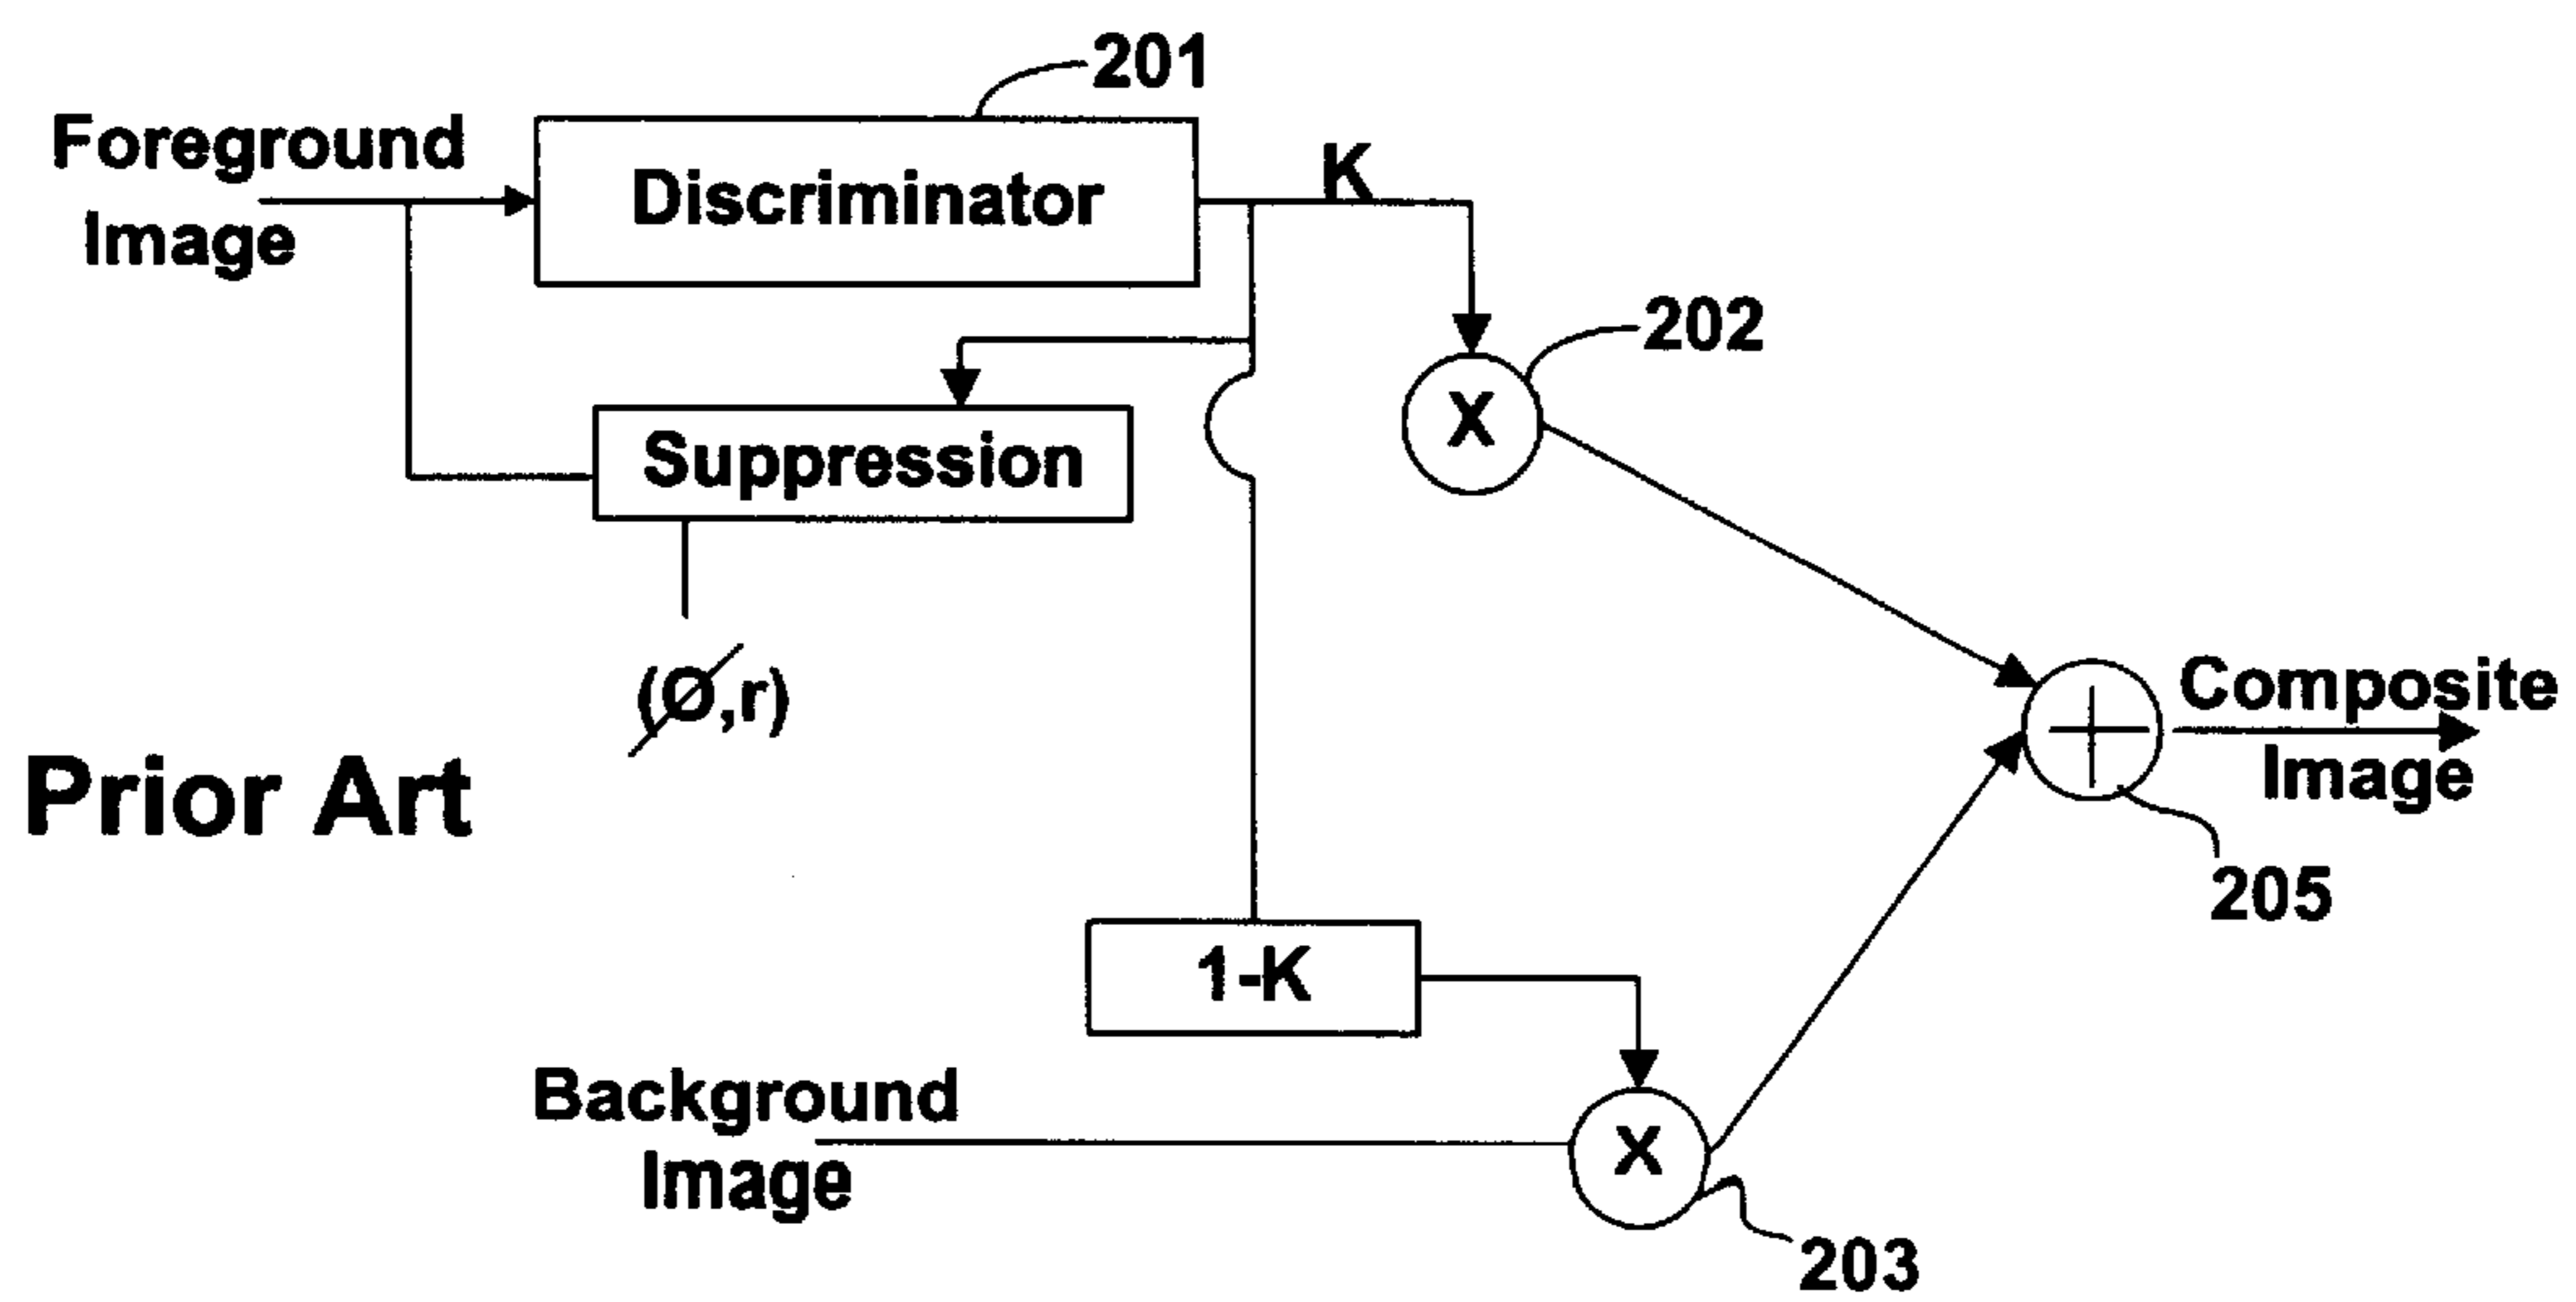 201
Foreground
Image
Discriminator
K
202
Suppression
(Ø,r)
Prior Art
Composite
Image
205
1-K
Background
Image
X
X
203